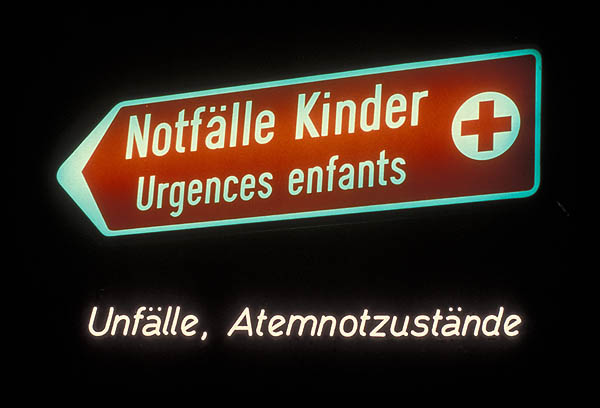 Notfälle Kinder
Urgences enfants
Unfälle, Atemnotzustände